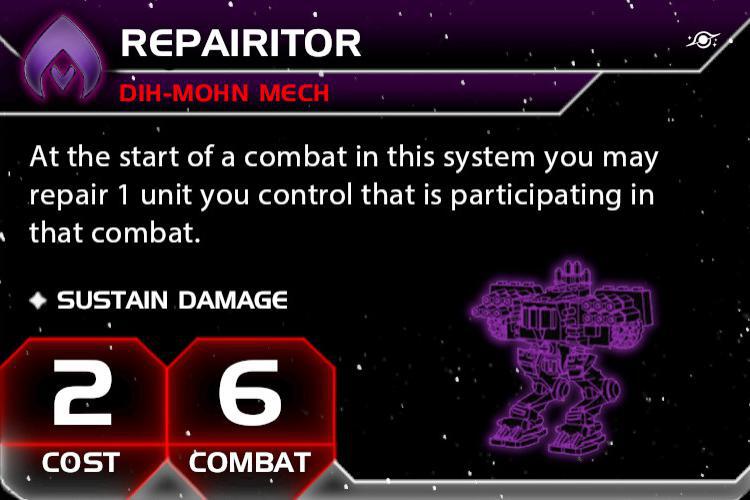 REPAIRITOR
DIH-MOHN MECH
At the start of a combat in this system you may
repair 1 unit you control that is participating in
that combat.
SUSTAIN DAMAGE
2 6
COST COMBAT